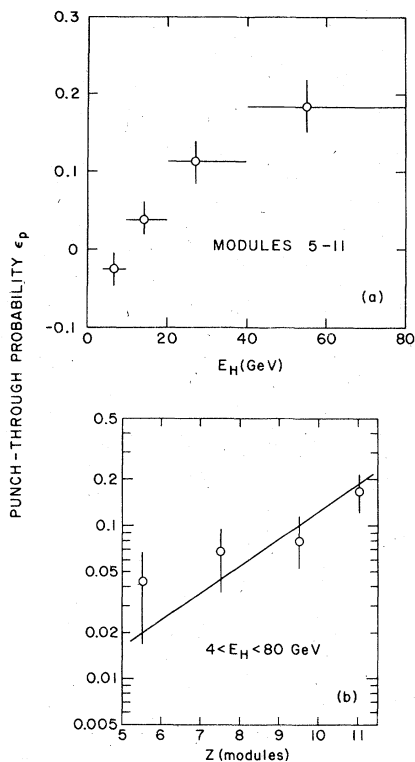 PUNCH-THROUGH PROBABILITY ε_p
0.3
0.2
0.1
0
-0.1
MODULES 5-11
(a)
0 20 40 60 80
E_H(GeV)
0.5
0.2
0.1
0.05
0.02
0.01
0.005
4<E_H<80 GeV
(b)
5 6 7 8 9 10 11
Z (modules)